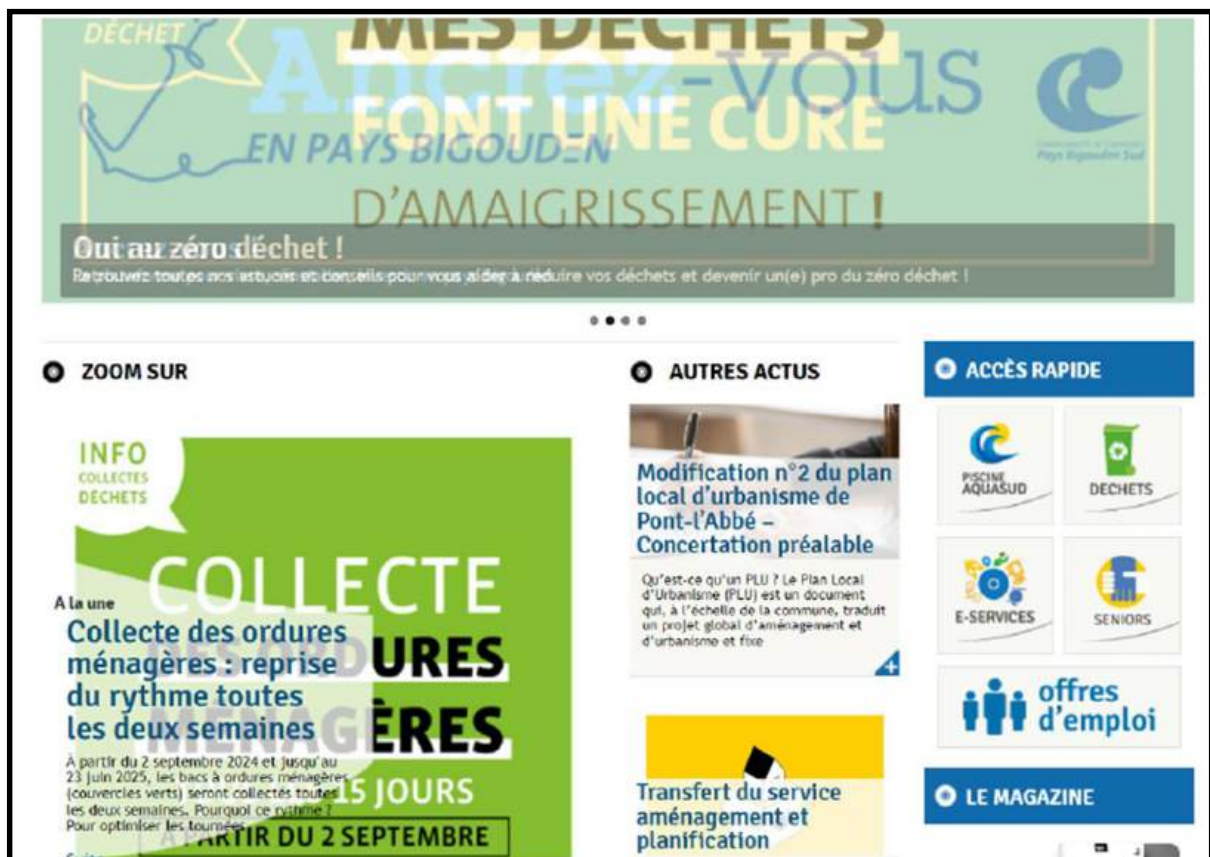 DÉCHET
MES DECHETS
Ancrez-vous
FONT UNE CURE
EN PAYS BIGOUDEN
Pays Bigouden Sud
D'AMAIGRISSEMENT !
Oui au zéro déchet !
Retrouvez toutes nos astuces et conseils pour vous aider à réduire vos déchets et devenir un(e) pro du zéro déchet !
ZOOM SUR
INFO
COLLECTES
DÉCHETS
COLLECTE
DES ORDURES
MÉNAGÈRES
15 JOURS
À PARTIR DU 2 SEPTEMBRE
A la une
Collecte des ordures
ménagères : reprise
du rythme toutes
les deux semaines
À partir du 2 septembre 2024 et jusqu'au
23 juin 2025, les bacs à ordures ménagères
(couvercles verts) seront collectés toutes
les deux semaines. Pourquoi ce rythme ?
Pour optimiser les tournées
AUTRES ACTUS
Modification n°2 du plan
local d'urbanisme de
Pont-l'Abbé –
Concertation préalable
Qu'est-ce qu'un PLU ? Le Plan Local
d'Urbanisme (PLU) est un document
qui, à l'échelle de la commune, traduit
un projet global d'aménagement et
d'urbanisme et fixe
+
Transfert du service
aménagement et
planification
ACCÈS RAPIDE
PISCINE
AQUASUD
DECHETS
E-SERVICES
SENIORS
offres
d'emploi
LE MAGAZINE